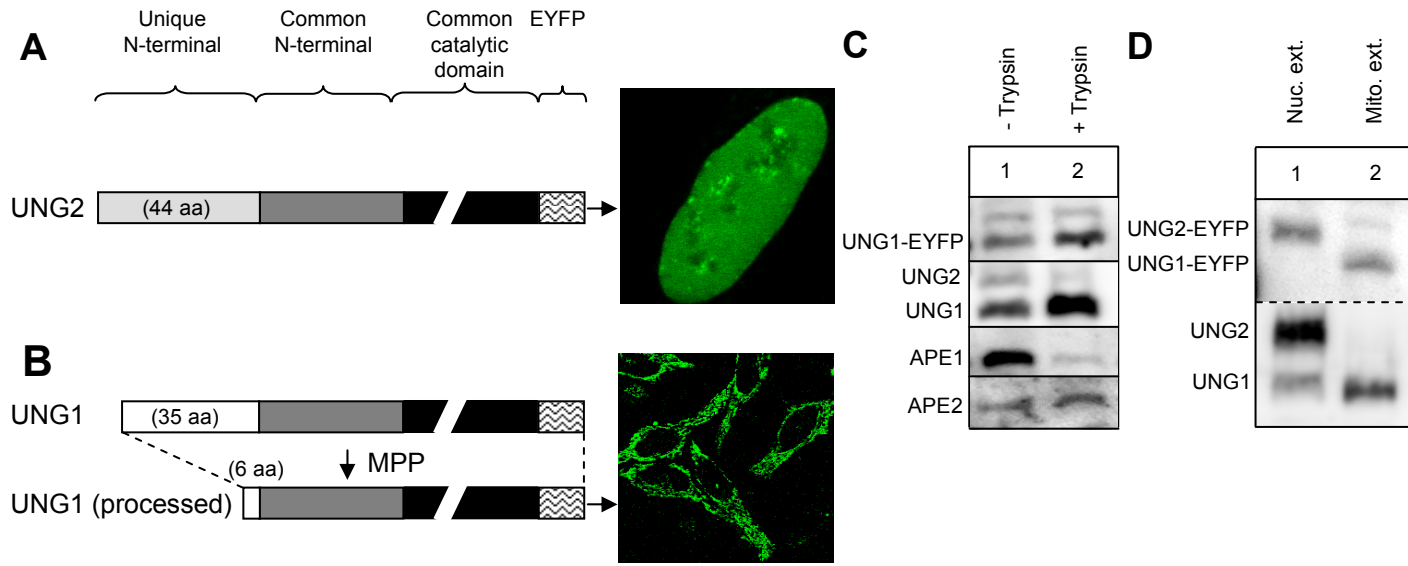 A
Unique
N-terminal
Common
N-terminal
Common
catalytic
domain
EYFP
UNG2
(44 aa)
B
UNG1
(35 aa)
(6 aa)
MPP
UNG1 (processed)
C
- Trypsin
+ Trypsin
1 2
UNG1-EYFP
UNG2
UNG1
APE1
APE2
D
Nuc. ext.
Mito. ext.
1 2
UNG2-EYFP
UNG1-EYFP
UNG2
UNG1